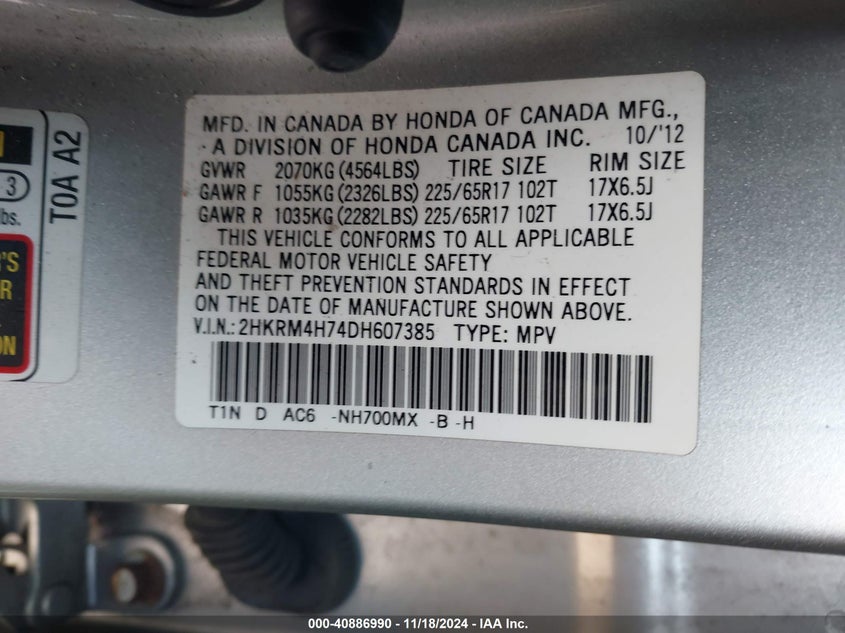 MFD. IN CANADA BY HONDA OF CANADA MFG.,
A DIVISION OF HONDA CANADA INC. 10/'12
GVWR 2070KG(4564LBS) TIRE SIZE RIM SIZE
GAWR F 1055KG(2326LBS) 225/65R17 102T 17X6.5J
GAWR R 1035KG(2282LBS) 225/65R17 102T 17X6.5J
THIS VEHICLE CONFORMS TO ALL APPLICABLE
FEDERAL MOTOR VEHICLE SAFETY
AND THEFT PREVENTION STANDARDS IN EFFECT
ON THE DATE OF MANUFACTURE SHOWN ABOVE.
V.I.N.:2HKRM4H74DH607385 TYPE: MPV
T1N D AC6 -NH700MX -B -H
T0A A2
3
lbs.
000-40886990 - 11/18/2024 - IAA Inc.